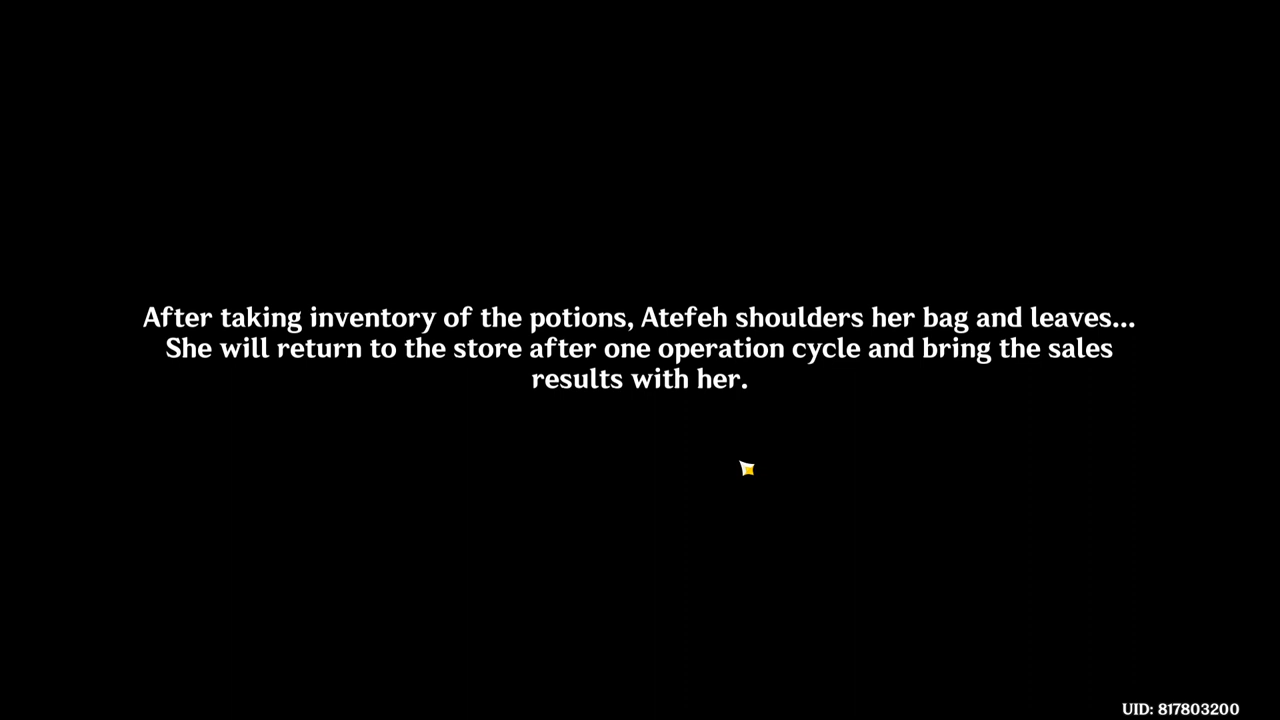 After taking inventory of the potions, Atefeh shoulders her bag and leaves...
She will return to the store after one operation cycle and bring the sales
results with her.
UID: 817803200